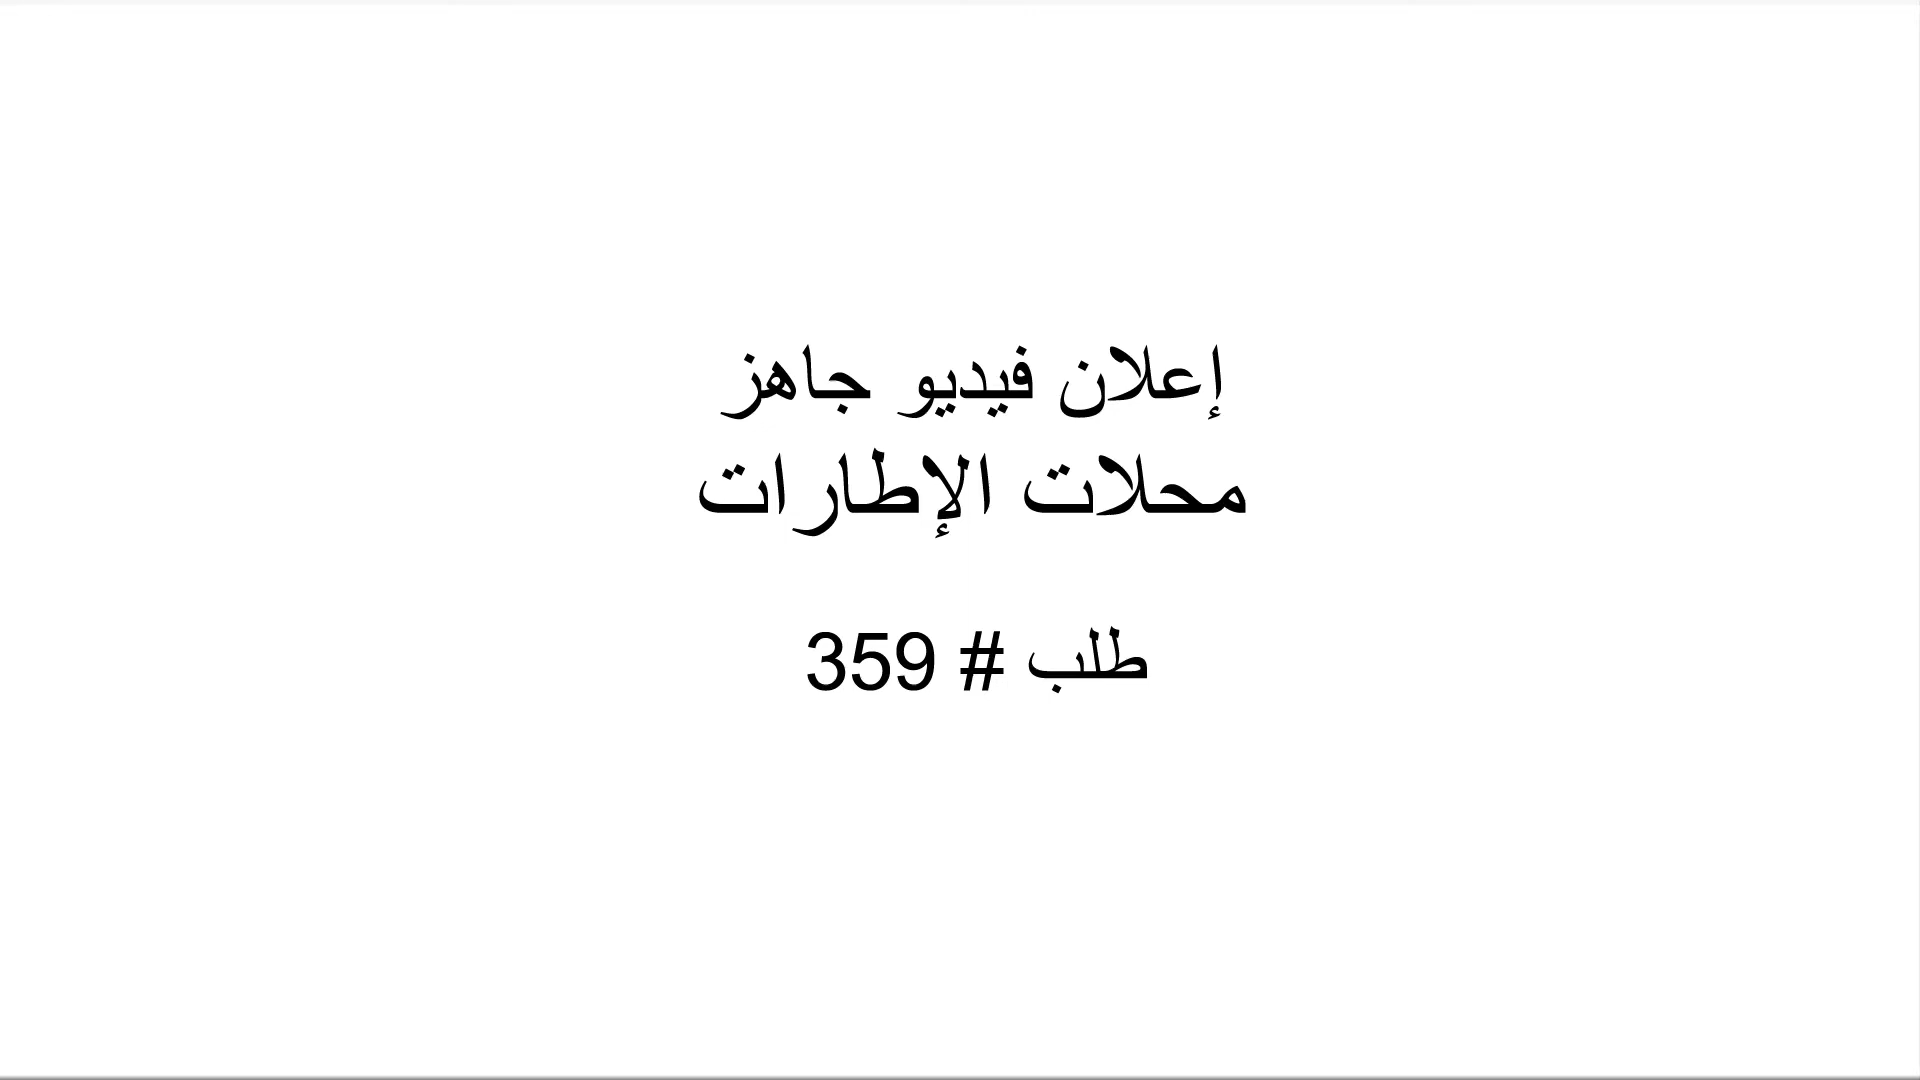 إعلان فيديو جاهز
محلات الإطارات
طلب # 359